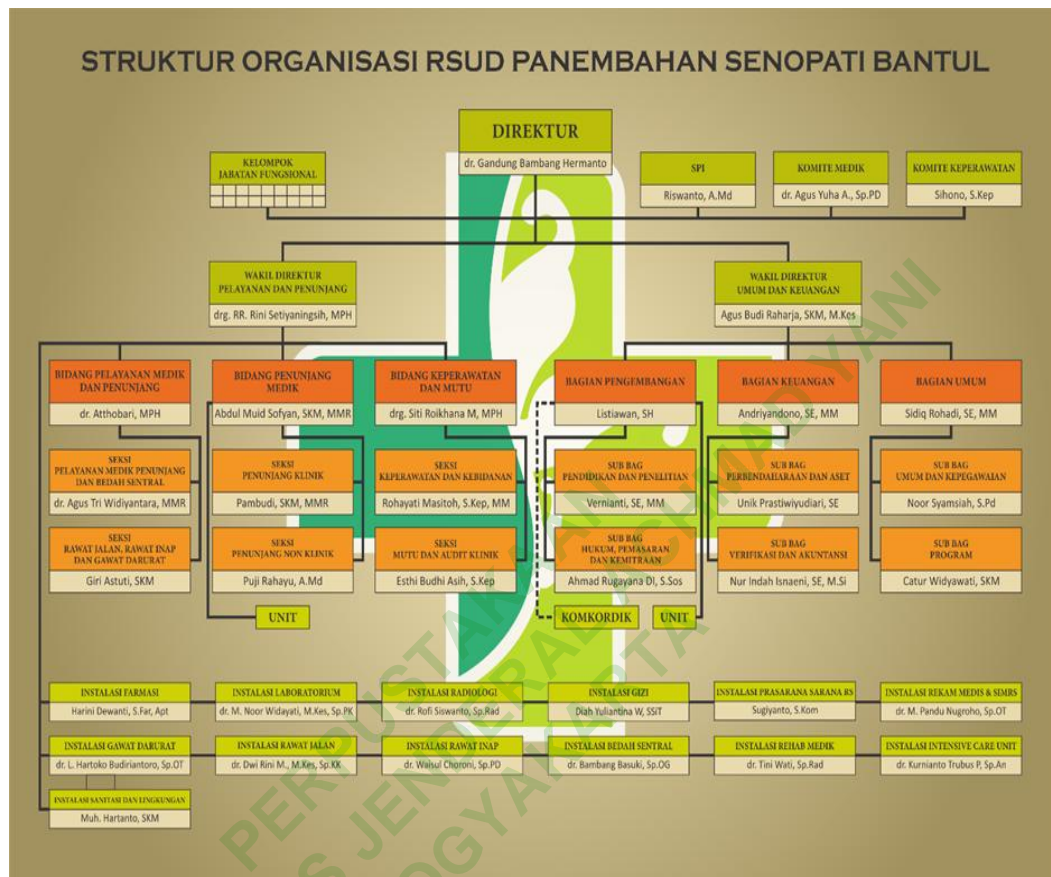 STRUKTUR ORGANISASI RSUD PANEMBAHAN SENOPATI BANTUL
DIREKTUR
dr. Gandung Bambang Hermanto
KELOMPOK
JABATAN FUNGSIONAL
SPI
Riswanto, A.Md
KOMITE MEDIK
dr. Agus Yuha A., Sp.PD
KOMITE KEPERAWATAN
Sihono, S.Kep
WAKIL DIREKTUR
PELAYANAN DAN PENUNJANG
drg. RR. Rini Setiyaningsih, MPH
WAKIL DIREKTUR
UMUM DAN KEUANGAN
Agus Budi Raharja, SKM, M.Kes
BIDANG PELAYANAN MEDIK
DAN PENUNJANG
dr. Atthobari, MPH
BIDANG PENUNJANG
MEDIK
Abdul Muid Sofyan, SKM, MMR
BIDANG KEPERAWATAN
DAN MUTU
drg. Siti Roikhana M, MPH
BAGIAN PENGEMBANGAN
Listiawan, SH
BAGIAN KEUANGAN
Andriyandono, SE, MM
BAGIAN UMUM
Sidiq Rohadi, SE, MM
SEKSI
PELAYANAN MEDIK PENUNJANG
DAN BEDAH SENTRAL
dr. Agus Tri Widiyantara, MMR
SEKSI
PENUNJANG KLINIK
Pambudi, SKM, MMR
SEKSI
KEPERAWATAN DAN KEBIDANAN
Rohayati Masitoh, S.Kep, MM
SUB BAG
PENDIDIKAN DAN PENELITIAN
Vernianti, SE, MM
SUB BAG
PERBENDAHARAAN DAN ASET
Unik Prastiwiyudiari, SE
SUB BAG
UMUM DAN KEPEGAWAIAN
Noor Syamsiah, S.Pd
SEKSI
RAWAT JALAN, RAWAT INAP
DAN GAWAT DARURAT
Giri Astuti, SKM
SEKSI
PENUNJANG NON KLINIK
Puji Rahayu, A.Md
SEKSI
MUTU DAN AUDIT KLINIK
Esthi Budhi Asih, S.Kep
SUB BAG
HUKUM, PEMASARAN
DAN KEMITRAAN
Ahmad Rugayana DI, S.Sos
SUB BAG
VERIFIKASI DAN AKUNTANSI
Nur Indah Isnaeni, SE, M.Si
SUB BAG
PROGRAM
Catur Widyawati, SKM
UNIT
KOMKORDIK
UNIT
INSTALASI FARMASI
Harini Dewanti, S.Far, Apt
INSTALASI LABORATORIUM
dr. M. Noor Widayati, M.Kes, Sp.PK
INSTALASI RADIOLOGI
dr. Rofi Siswanto, Sp.Rad
INSTALASI GIZI
Diah Yuliantina W, SSiT
INSTALASI PRASARANA SARANA RS
Sugiyanto, S.Kom
INSTALASI REKAM MEDIS & SIMRS
dr. M. Pandu Nugroho, Sp.OT
INSTALASI GAWAT DARURAT
dr. L. Hartoko Budiriantoro, Sp.OT
INSTALASI RAWAT JALAN
dr. Dwi Rini M., M.Kes, Sp.KK
INSTALASI RAWAT INAP
dr. Waisul Choroni, Sp.PD
INSTALASI BEDAH SENTRAL
dr. Bambang Basuki, Sp.OG
INSTALASI REHAB MEDIK
dr. Tini Wati, Sp.Rad
INSTALASI INTENSIVE CARE UNIT
dr. Kurnianto Trubus P, Sp.An
INSTALASI SANITASI DAN LINGKUNGAN
Muh. Hartanto, SKM
PERPUSTAKAAN
S JENDERAL ACHMAD YANI
OGYAKARTA